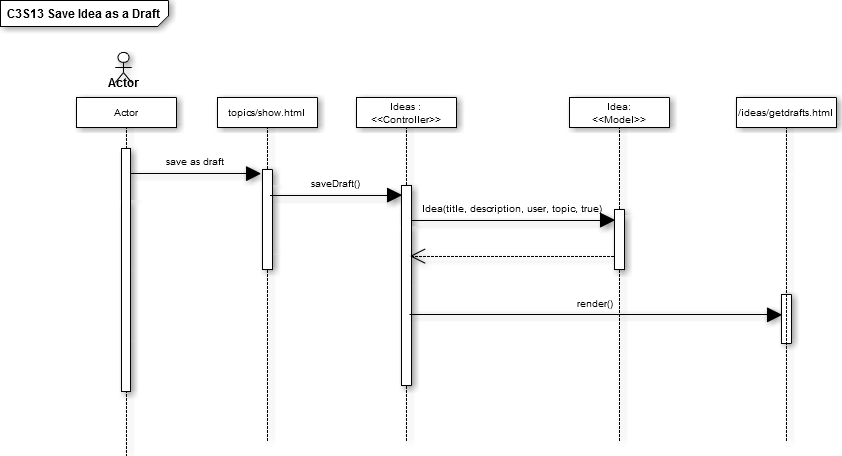 C3S13 Save Idea as a Draft
Actor
Actor
topics/show.html
Ideas :
<<Controller>>
Idea:
<<Model>>
/ideas/getdrafts.html
save as draft
saveDraft()
Idea(title, description, user, topic, true)
render()